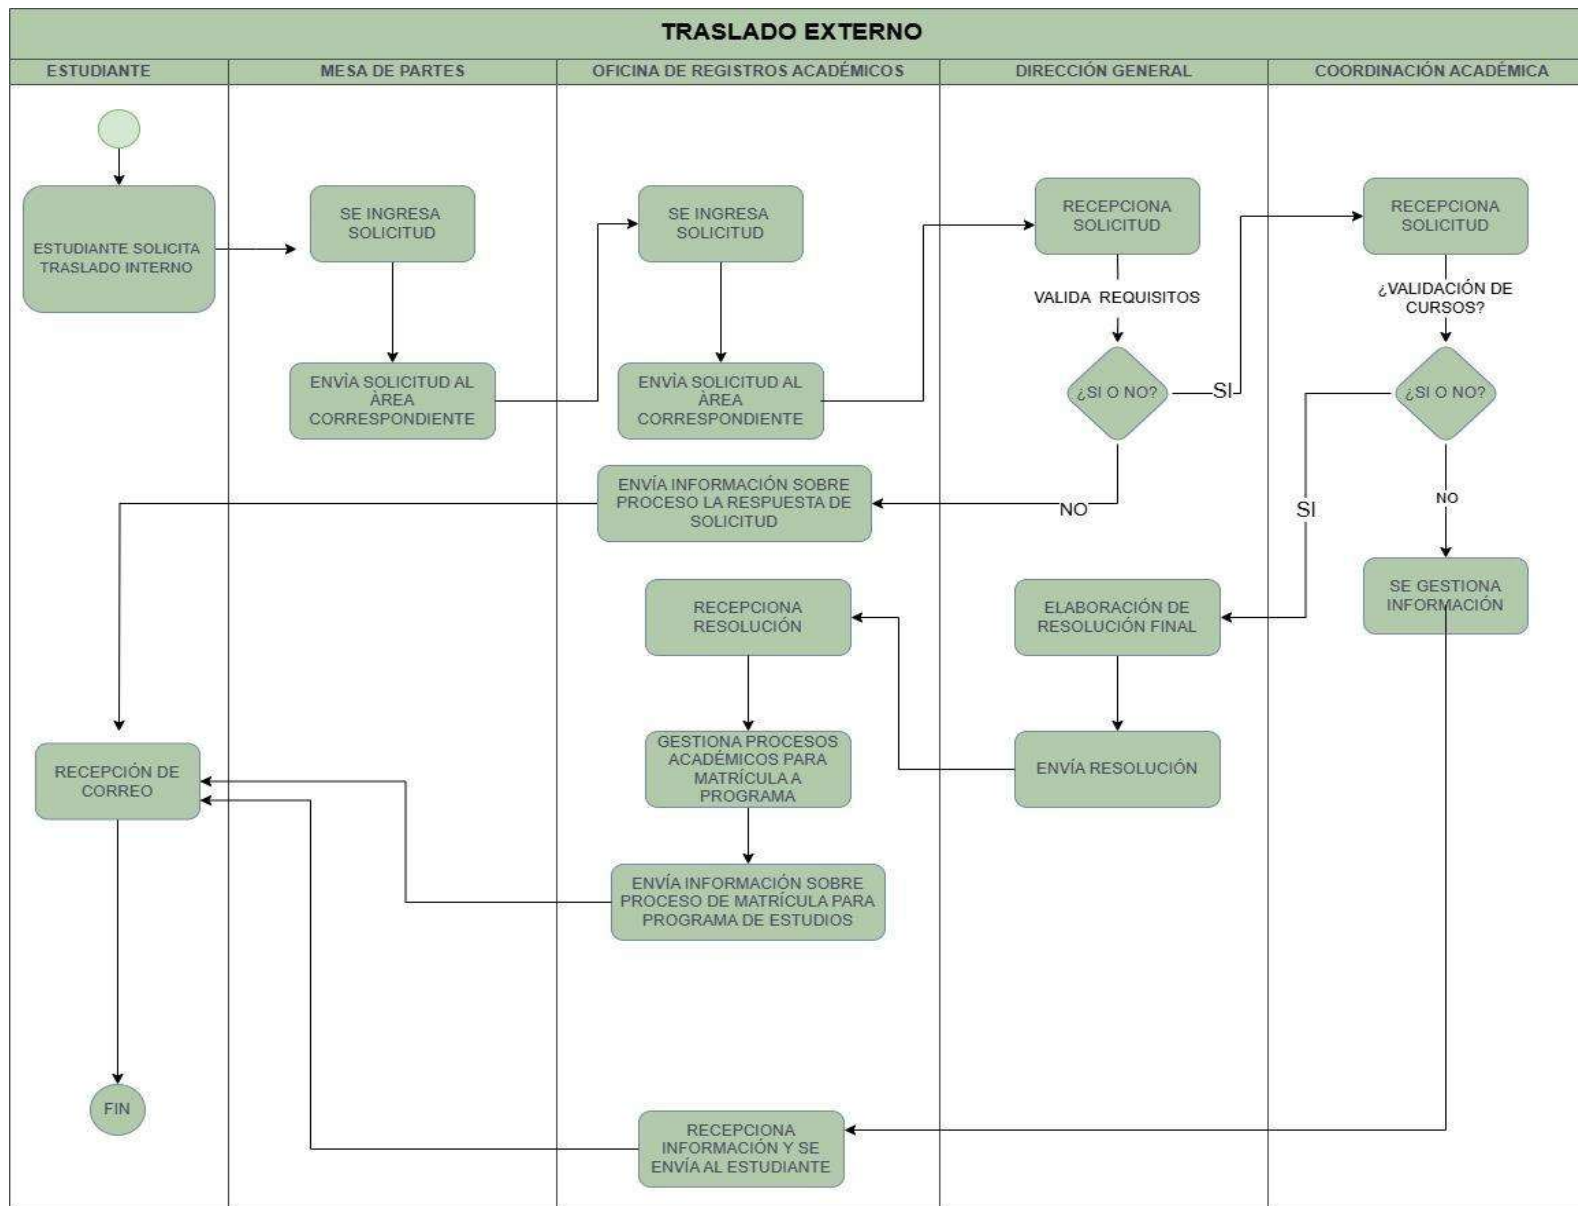 TRASLADO EXTERNO
ESTUDIANTE
MESA DE PARTES
OFICINA DE REGISTROS ACADÉMICOS
DIRECCIÓN GENERAL
COORDINACIÓN ACADÉMICA
ESTUDIANTE SOLICITA
TRASLADO INTERNO
SE INGRESA
SOLICITUD
SE INGRESA
SOLICITUD
RECEPCIONA
SOLICITUD
RECEPCIONA
SOLICITUD
VALIDA REQUISITOS
¿VALIDACIÓN DE
CURSOS?
ENVÌA SOLICITUD AL
ÀREA
CORRESPONDIENTE
ENVÌA SOLICITUD AL
ÀREA
CORRESPONDIENTE
¿SI O NO?
SI
¿SI O NO?
ENVÍA INFORMACIÓN SOBRE
PROCESO LA RESPUESTA DE
SOLICITUD
NO
SI
NO
RECEPCIONA
RESOLUCIÓN
ELABORACIÓN DE
RESOLUCIÓN FINAL
SE GESTIONA
INFORMACIÓN
RECEPCIÓN DE
CORREO
GESTIONA PROCESOS
ACADÉMICOS PARA
MATRÍCULA A
PROGRAMA
ENVÍA RESOLUCIÓN
ENVÍA INFORMACIÓN SOBRE
PROCESO DE MATRÍCULA PARA
PROGRAMA DE ESTUDIOS
FIN
RECEPCIONA
INFORMACIÓN Y SE
ENVÍA AL ESTUDIANTE